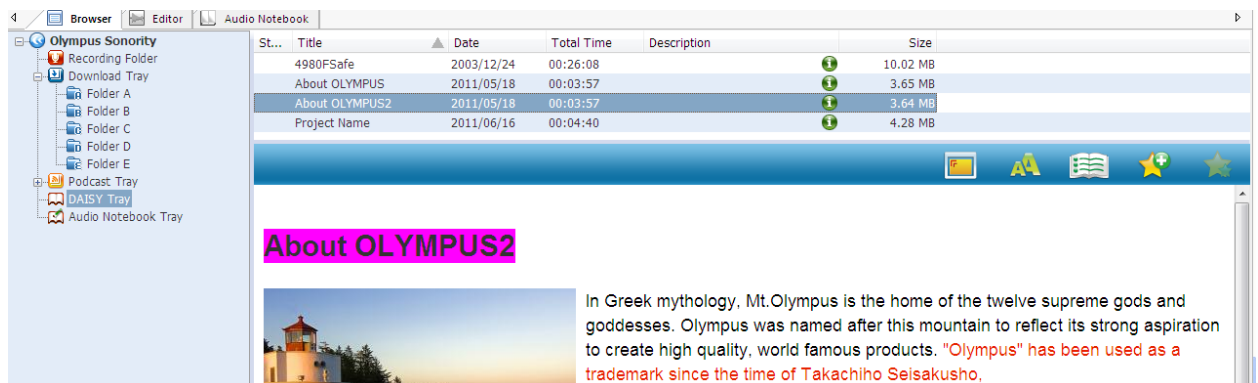 Browser Editor Audio Notebook
Olympus Sonority
Recording Folder
Download Tray
Folder A
Folder B
Folder C
Folder D
Folder E
Podcast Tray
DAISY Tray
Audio Notebook Tray
St... Title Date Total Time Description Size
4980FSafe 2003/12/24 00:26:08 10.02 MB
About OLYMPUS 2011/05/18 00:03:57 3.65 MB
About OLYMPUS2 2011/05/18 00:03:57 3.64 MB
Project Name 2011/06/16 00:04:40 4.28 MB
About OLYMPUS2
In Greek mythology, Mt.Olympus is the home of the twelve supreme gods and
goddesses. Olympus was named after this mountain to reflect its strong aspiration
to create high quality, world famous products. "Olympus" has been used as a
trademark since the time of Takachiho Seisakusho,